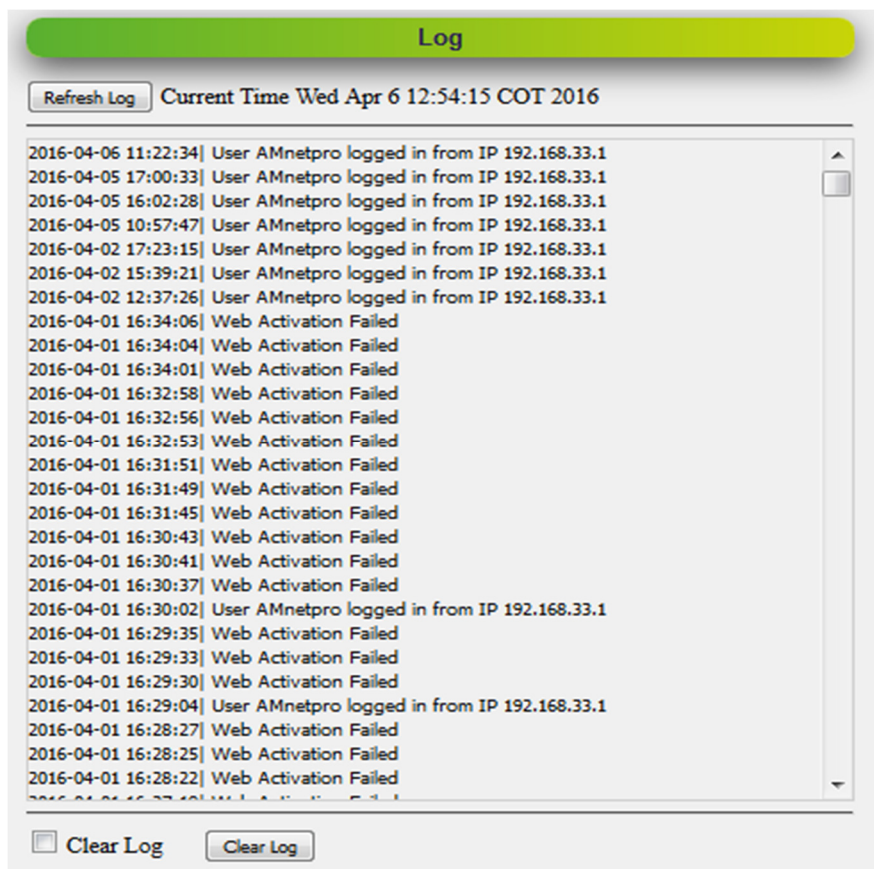 Log
Refresh Log Current Time Wed Apr 6 12:54:15 COT 2016
2016-04-06 11:22:34| User AMnetpro logged in from IP 192.168.33.1
2016-04-05 17:00:33| User AMnetpro logged in from IP 192.168.33.1
2016-04-05 16:02:28| User AMnetpro logged in from IP 192.168.33.1
2016-04-05 10:57:47| User AMnetpro logged in from IP 192.168.33.1
2016-04-02 17:23:15| User AMnetpro logged in from IP 192.168.33.1
2016-04-02 15:39:21| User AMnetpro logged in from IP 192.168.33.1
2016-04-02 12:37:26| User AMnetpro logged in from IP 192.168.33.1
2016-04-01 16:34:06| Web Activation Failed
2016-04-01 16:34:04| Web Activation Failed
2016-04-01 16:34:01| Web Activation Failed
2016-04-01 16:32:58| Web Activation Failed
2016-04-01 16:32:56| Web Activation Failed
2016-04-01 16:32:53| Web Activation Failed
2016-04-01 16:31:51| Web Activation Failed
2016-04-01 16:31:49| Web Activation Failed
2016-04-01 16:31:45| Web Activation Failed
2016-04-01 16:30:43| Web Activation Failed
2016-04-01 16:30:41| Web Activation Failed
2016-04-01 16:30:37| Web Activation Failed
2016-04-01 16:30:02| User AMnetpro logged in from IP 192.168.33.1
2016-04-01 16:29:35| Web Activation Failed
2016-04-01 16:29:33| Web Activation Failed
2016-04-01 16:29:30| Web Activation Failed
2016-04-01 16:29:04| User AMnetpro logged in from IP 192.168.33.1
2016-04-01 16:28:27| Web Activation Failed
2016-04-01 16:28:25| Web Activation Failed
2016-04-01 16:28:22| Web Activation Failed
Clear Log Clear Log